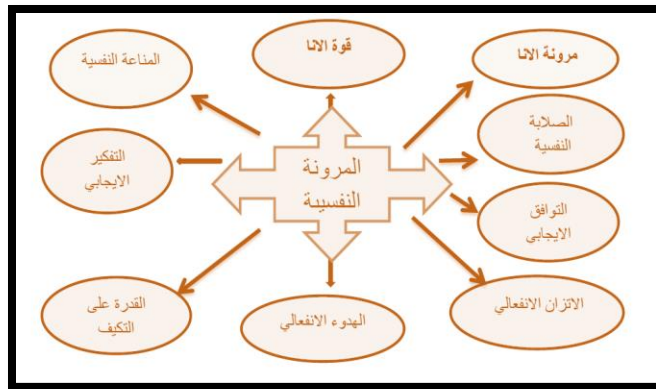 قوة الانا
مرونة الانا
المناعة النفسية
الصلابة
النفسية
التفكير
الايجابي
المرونة
النفسية
التوافق
الايجابي
القدرة على
التكيف
الهدوء الانفعالي
الاتزان الانفعالي